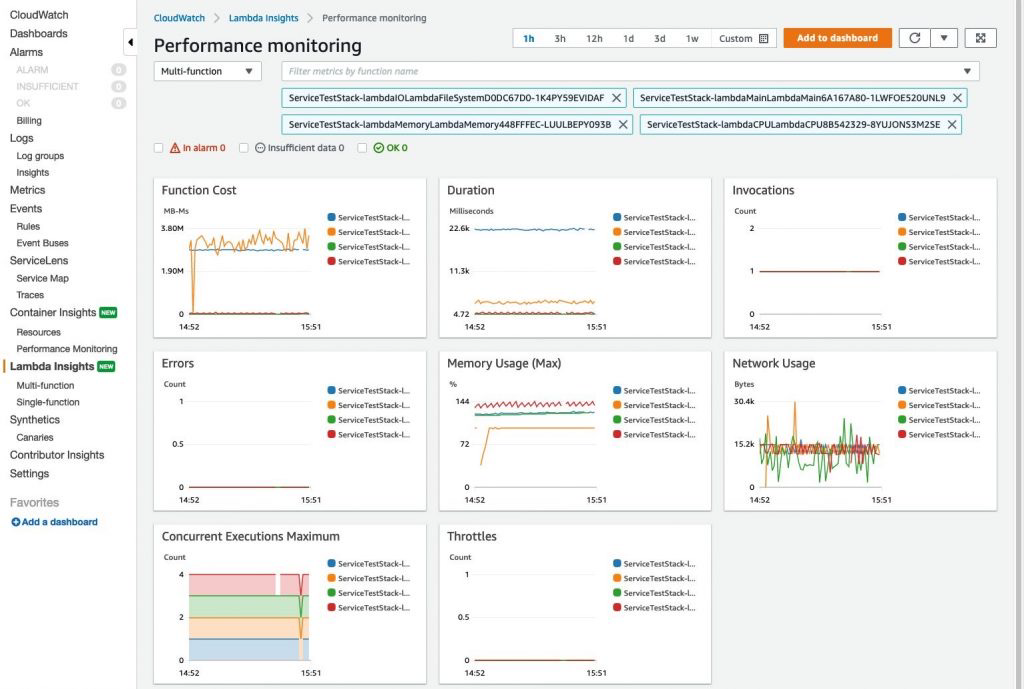 CloudWatch
Dashboards
Alarms
ALARM 0
INSUFFICIENT 0
OK 0
Billing
Logs
Log groups
Insights
Metrics
Events
Rules
Event Buses
ServiceLens
Service Map
Traces
Container Insights NEW
Resources
Performance Monitoring
Lambda Insights NEW
Multi-function
Single-function
Synthetics
Canaries
Contributor Insights
Settings
Favorites
Add a dashboard
CloudWatch > Lambda Insights > Performance monitoring
Performance monitoring
1h 3h 12h 1d 3d 1w Custom Add to dashboard
Multi-function Filter metrics by function name
ServiceTestStack-lambdaIOLambdaFileSystemD0DC67D0-1K4PY59EVIDAF ServiceTestStack-lambdaMainLambdaMain6A167A80-1LWFOE520UNL9
ServiceTestStack-lambdaMemoryLambdaMemory448FFFEC-LUULBEPY093B ServiceTestStack-lambdaCPULambdaCPU8B542329-8YUJONS3M2SE
In alarm 0 Insufficient data 0 OK 0
Function Cost
MB-Ms
3.80M
1.90M
0
14:52 15:51
ServiceTestStack-l...
ServiceTestStack-l...
ServiceTestStack-l...
ServiceTestStack-l...
Duration
Milliseconds
22.6k
11.3k
4.72
14:52 15:51
ServiceTestStack-l...
ServiceTestStack-l...
ServiceTestStack-l...
ServiceTestStack-l...
Invocations
Count
2
1
0
14:52 15:51
ServiceTestStack-l...
ServiceTestStack-l...
ServiceTestStack-l...
ServiceTestStack-l...
Errors
Count
1
0.5
0
14:52 15:51
ServiceTestStack-l...
ServiceTestStack-l...
ServiceTestStack-l...
ServiceTestStack-l...
Memory Usage (Max)
%
144
72
0
14:52 15:51
ServiceTestStack-l...
ServiceTestStack-l...
ServiceTestStack-l...
ServiceTestStack-l...
Network Usage
Bytes
30.4k
15.2k
0
14:52 15:51
ServiceTestStack-l...
ServiceTestStack-l...
ServiceTestStack-l...
ServiceTestStack-l...
Concurrent Executions Maximum
Count
4
2
0
14:52 15:51
ServiceTestStack-l...
ServiceTestStack-l...
ServiceTestStack-l...
ServiceTestStack-l...
Throttles
Count
1
0.5
0
14:52 15:51
ServiceTestStack-l...
ServiceTestStack-l...
ServiceTestStack-l...
ServiceTestStack-l...